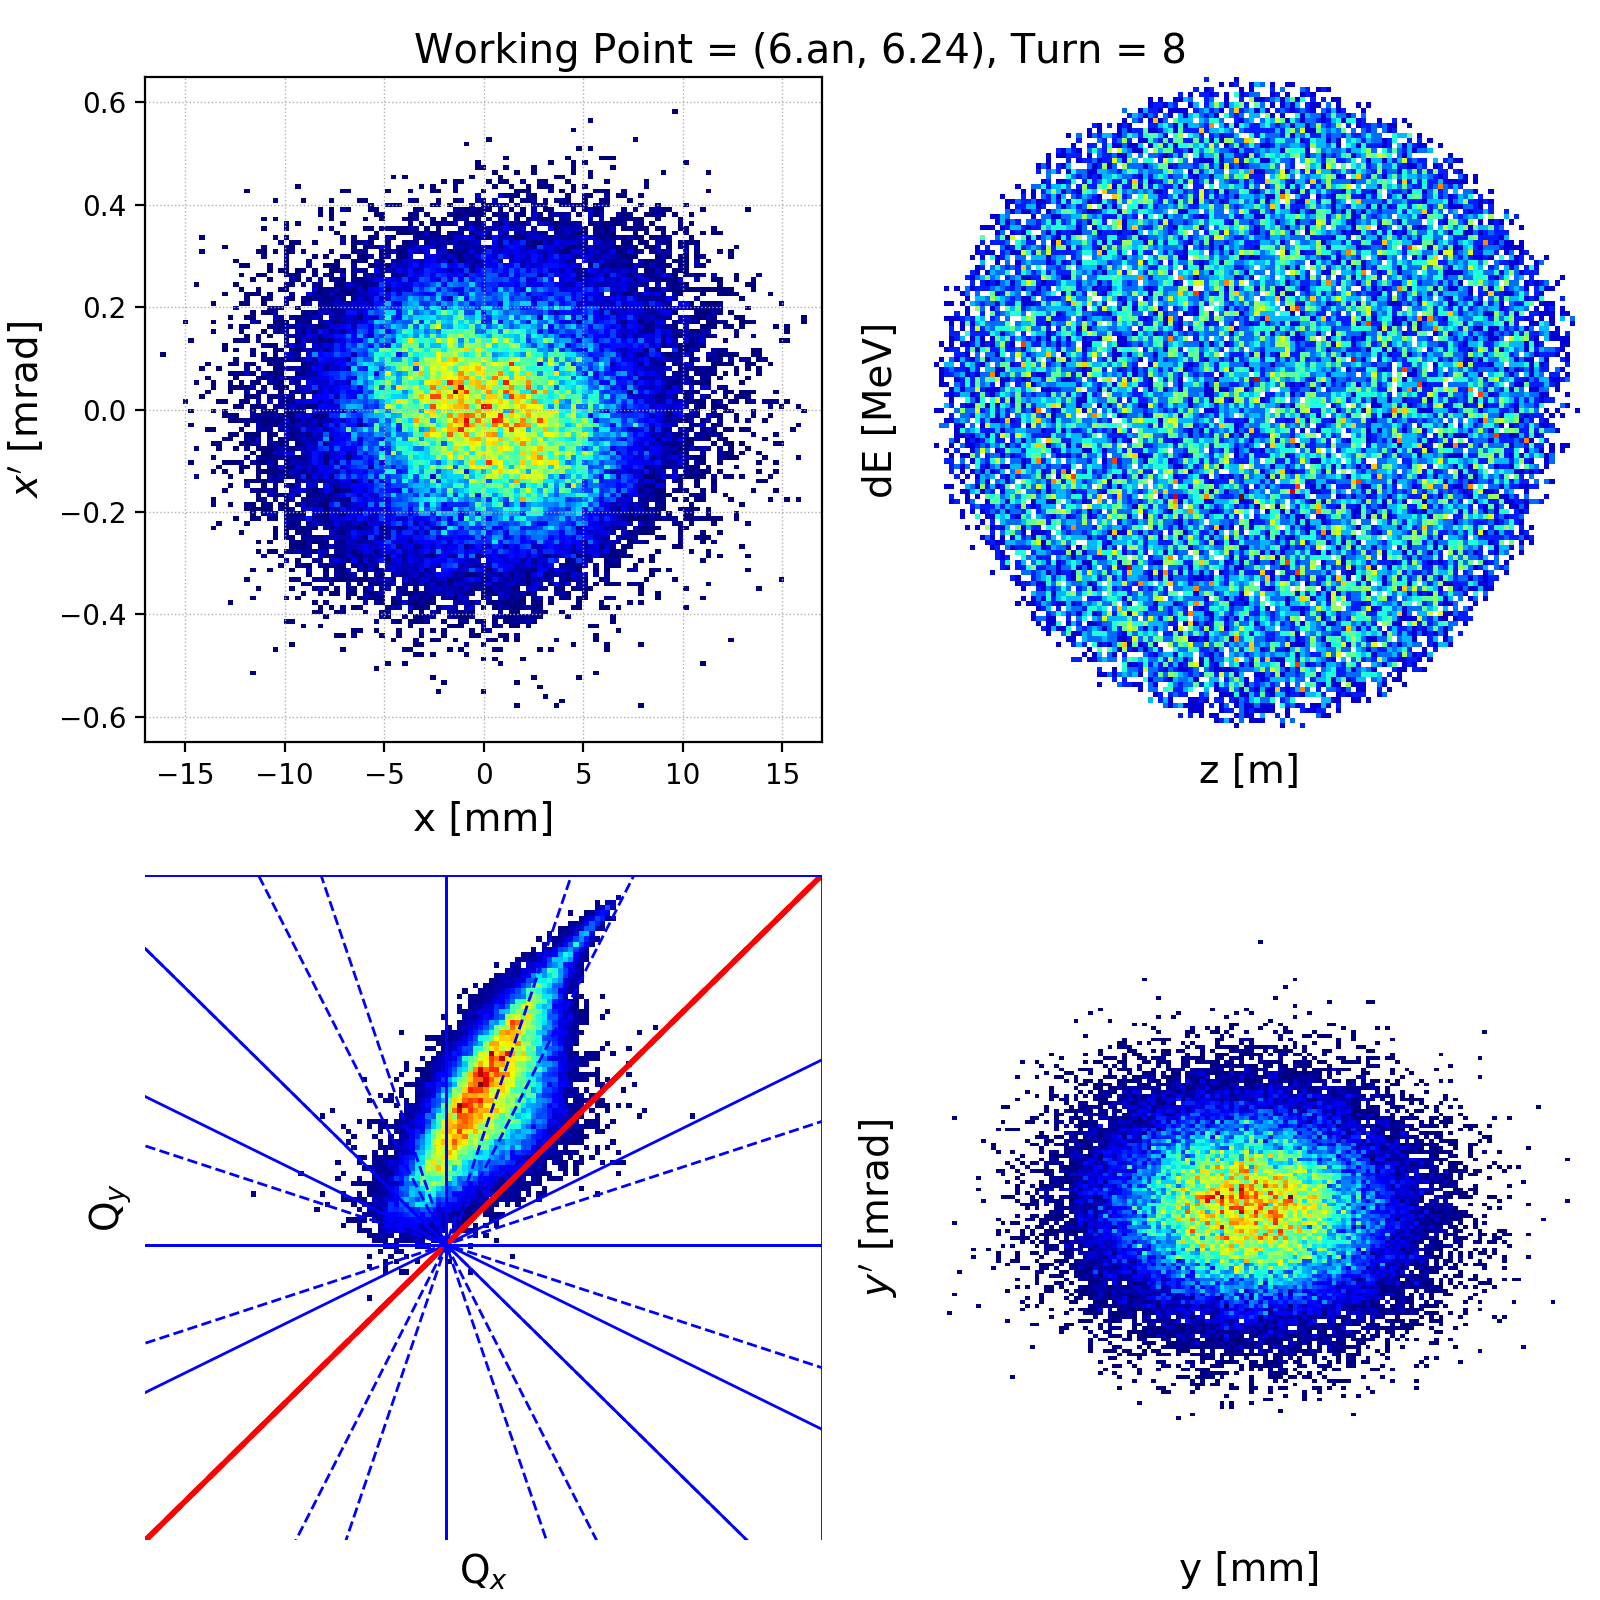 Working Point = (6.an, 6.24), Turn = 8
0.6
0.4
0.2
0.0
−0.2
−0.4
−0.6
x′ [mrad]
−15 −10 −5 0 5 10 15
x [mm]
dE [MeV]
z [m]
Qy
Qx
y′ [mrad]
y [mm]